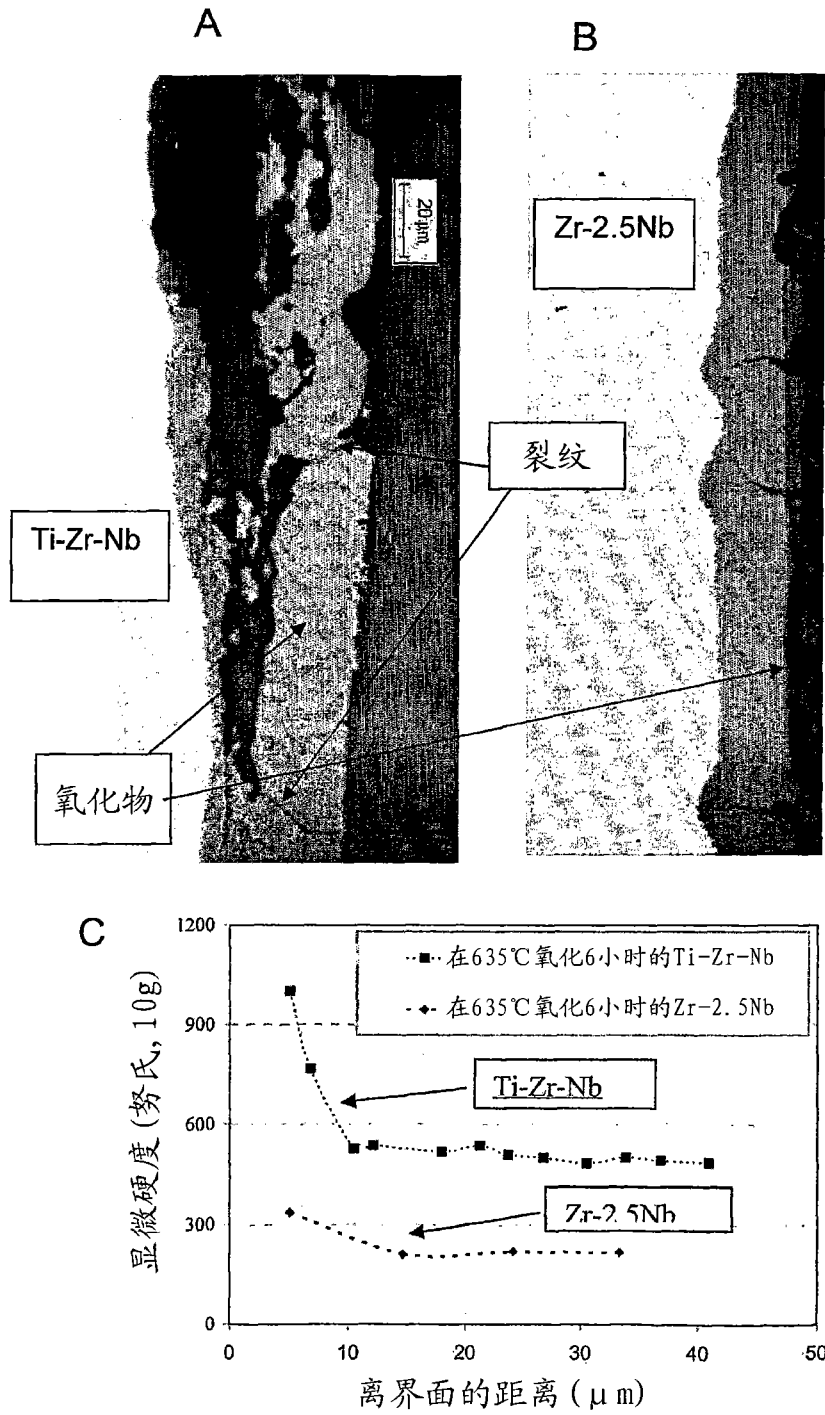 A
B
20μm
Zr-2.5Nb
裂纹
Ti-Zr-Nb
氧化物
C
1200
900
600
300
0
显微硬度(努氏, 10g)
在635℃氧化6小时的Ti-Zr-Nb
在635℃氧化6小时的Zr-2.5Nb
Ti-Zr-Nb
Zr-2.5Nb
0
10
20
30
40
50
离界面的距离(μm)